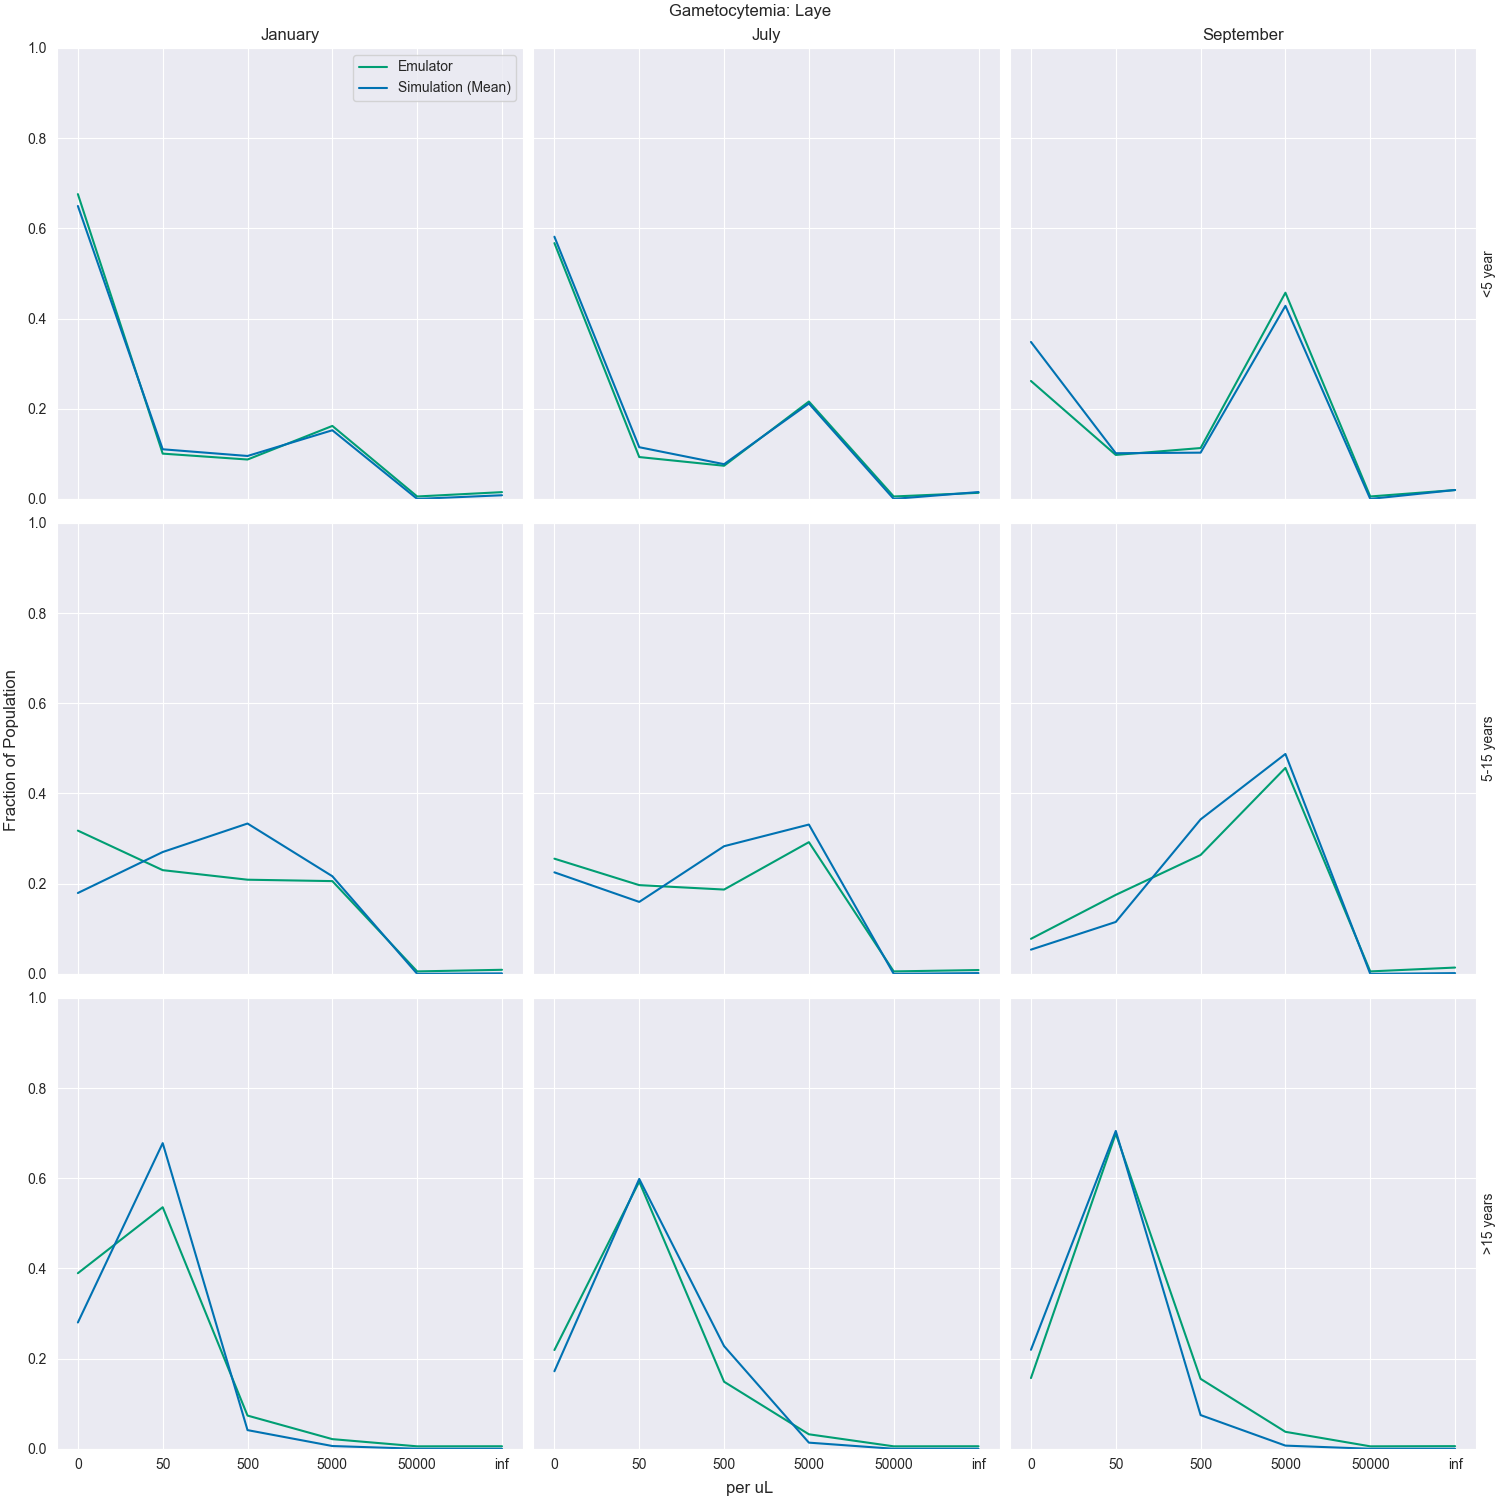 Gametocytemia: Laye
January July September
Emulator
Simulation (Mean)
1.0
0.8
0.6
0.4
0.2
0.0
<5 year
1.0
0.8
0.6
0.4
0.2
0.0
5-15 years
Fraction of Population
1.0
0.8
0.6
0.4
0.2
0.0
>15 years
0 50 500 5000 50000 inf 0 50 500 5000 50000 inf 0 50 500 5000 50000 inf
per uL